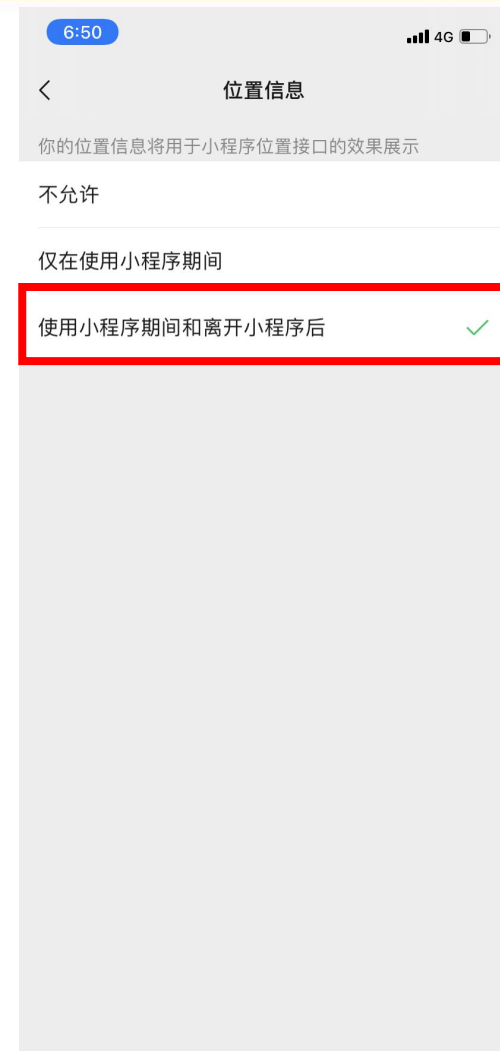 6:50
4G
位置信息
你的位置信息将用于小程序位置接口的效果展示
不允许
仅在使用小程序期间
使用小程序期间和离开小程序后